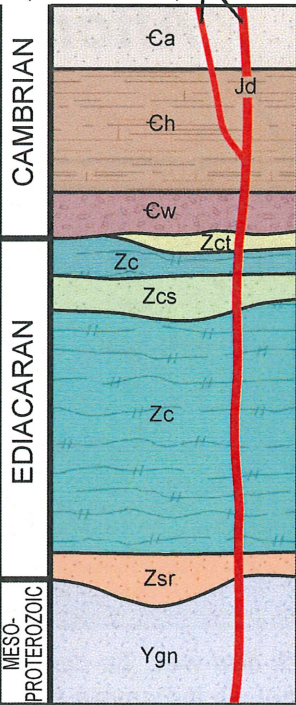 CAMBRIAN
Ꞓa
Jd
Ꞓh
Ꞓw
Zct
Zc
Zcs
EDIACARAN
Zc
Zsr
MESO-
PROTEROZOIC
Ygn